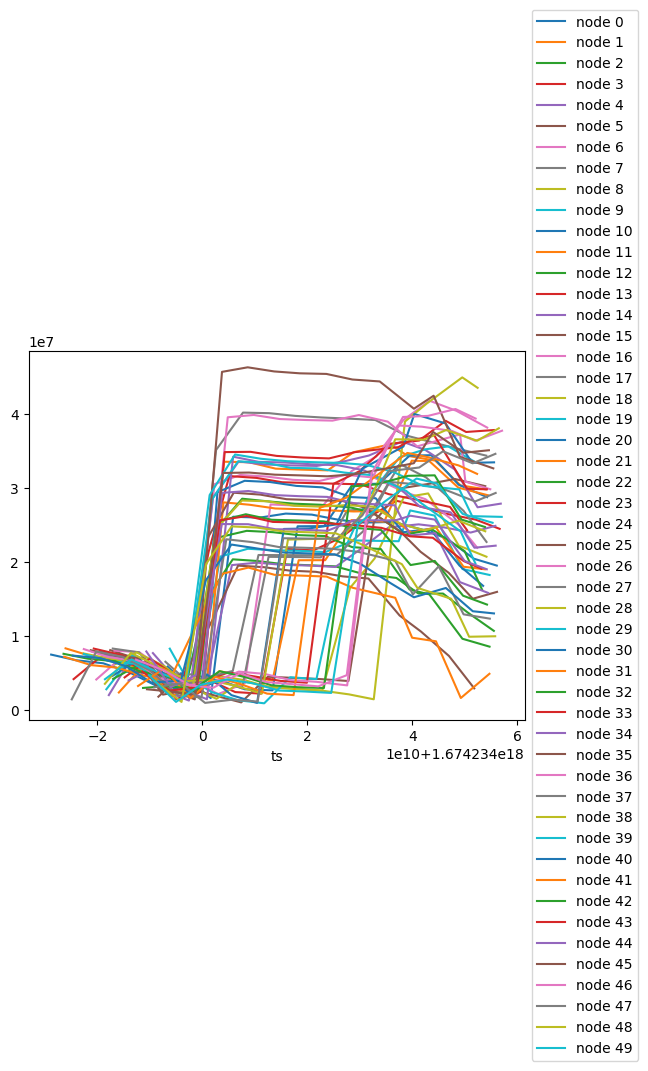 1e7
4
3
2
1
0
−2
0
2
4
6
ts
1e10+1.674234e18
node 0
node 1
node 2
node 3
node 4
node 5
node 6
node 7
node 8
node 9
node 10
node 11
node 12
node 13
node 14
node 15
node 16
node 17
node 18
node 19
node 20
node 21
node 22
node 23
node 24
node 25
node 26
node 27
node 28
node 29
node 30
node 31
node 32
node 33
node 34
node 35
node 36
node 37
node 38
node 39
node 40
node 41
node 42
node 43
node 44
node 45
node 46
node 47
node 48
node 49